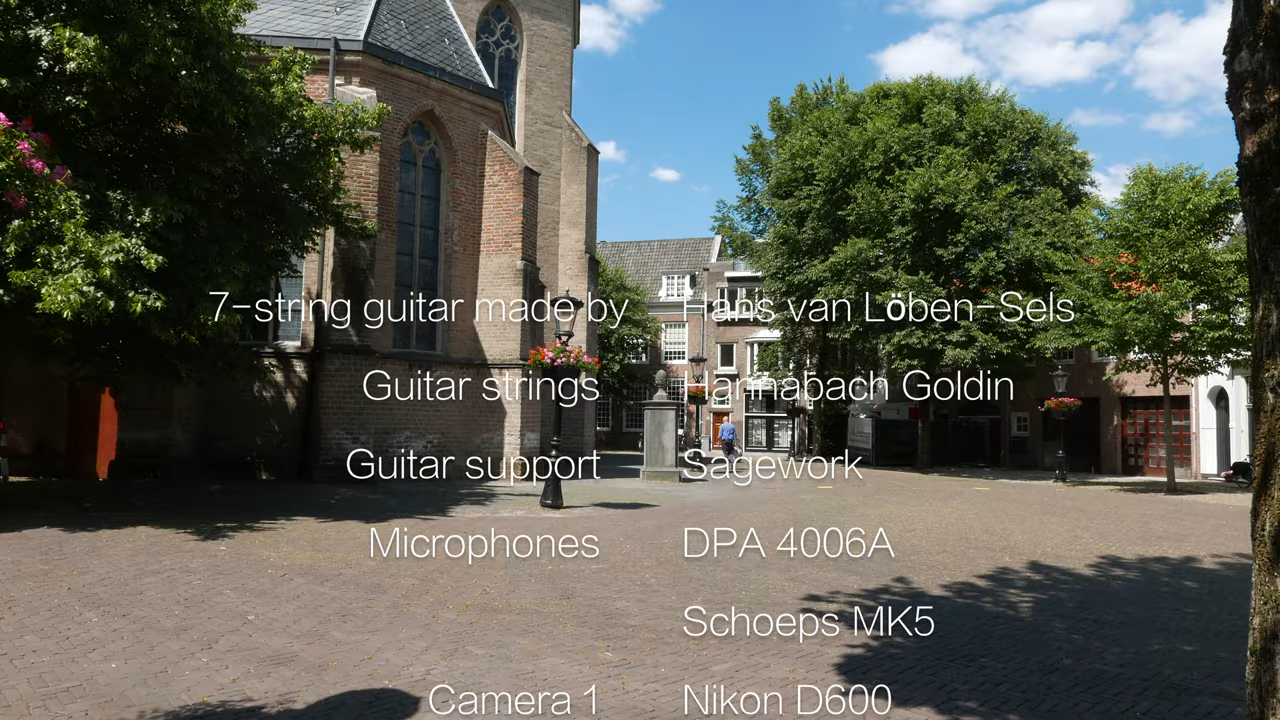 7-string guitar made by Hans van Löben-Sels
Guitar strings Hannabach Goldin
Guitar support Sagework
Microphones DPA 4006A
Schoeps MK5
Camera 1 Nikon D600